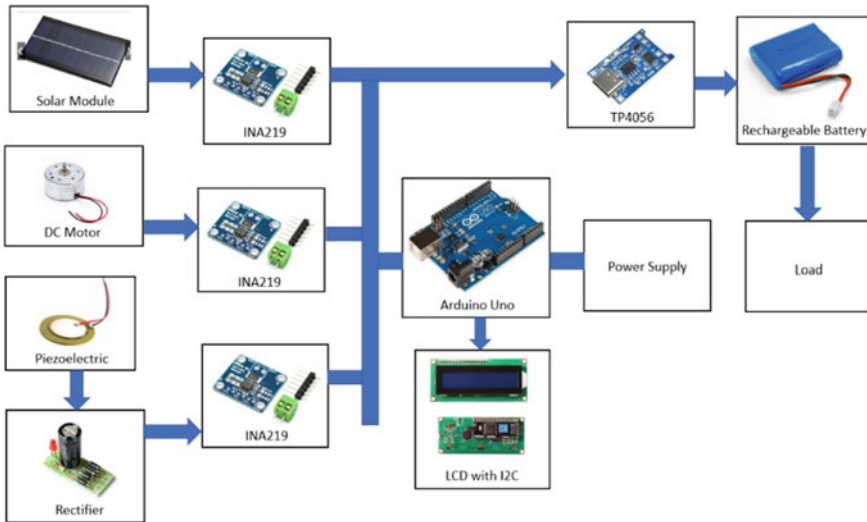 Solar Module
INA219
TP4056
Rechargeable Battery
DC Motor
INA219
Arduino Uno
Power Supply
Load
Piezoelectric
INA219
LCD with I2C
Rectifier